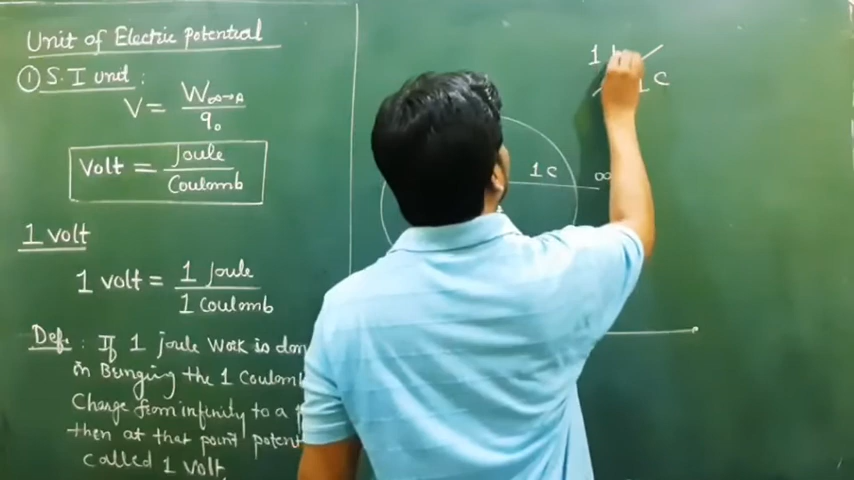 Unit of Electric Potential
① S.I unit :
V = W∞→A / q₀
Volt = Joule / Coulomb
1 volt
1 volt = 1 Joule / 1 Coulomb
Def. : If 1 joule work is
in Bringing the 1 Coulomb
Charge from infinity to a
then at that point
called 1 volt.
1 C
∞
1
C